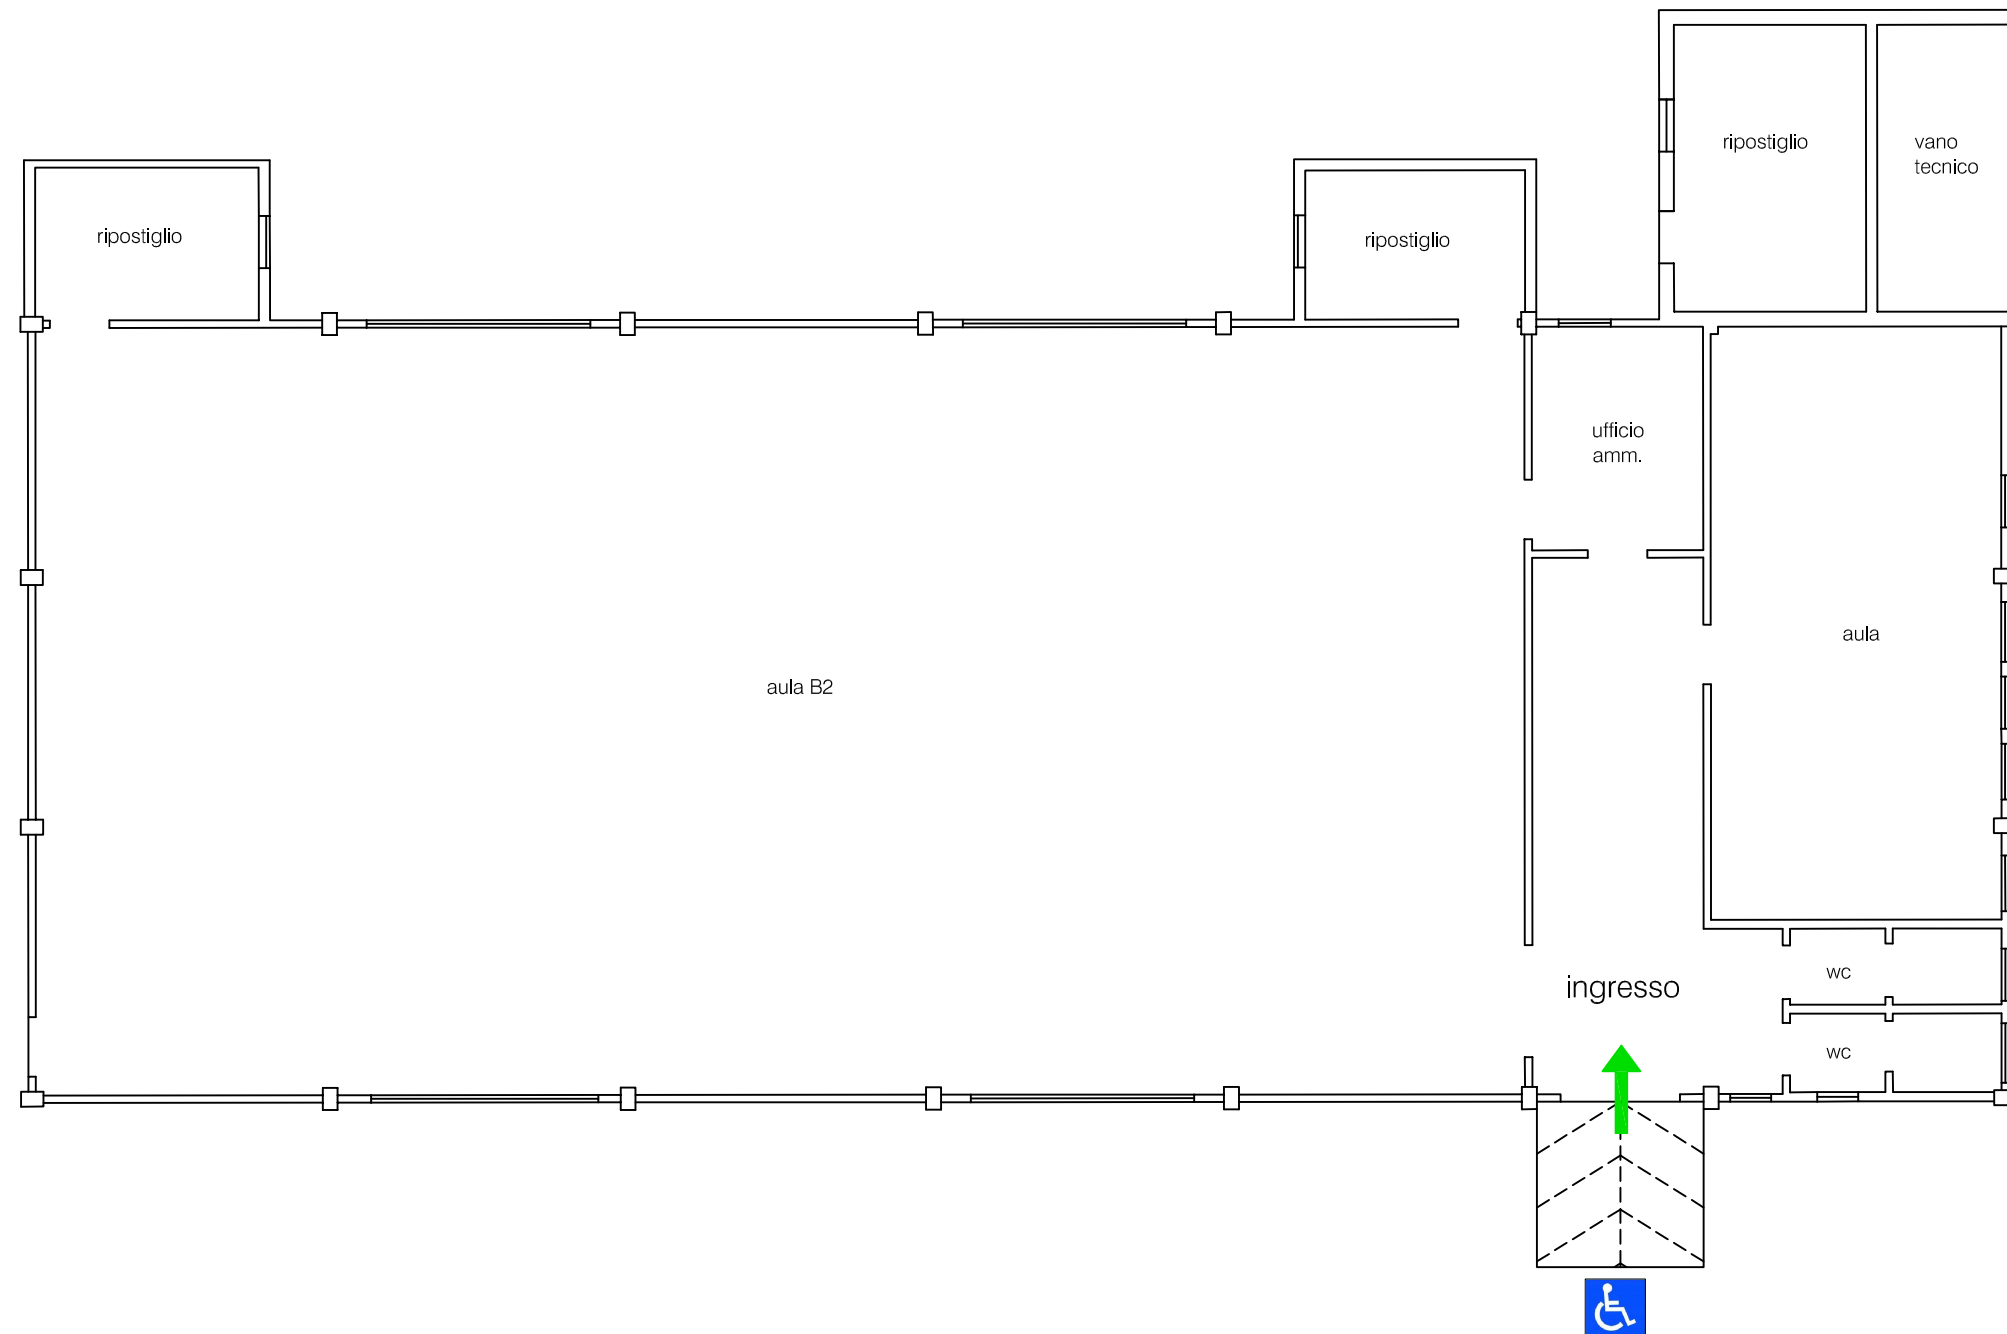 ripostiglio
vano
tecnico
ripostiglio
ripostiglio
ufficio
amm.
aula
aula B2
wc
ingresso
wc